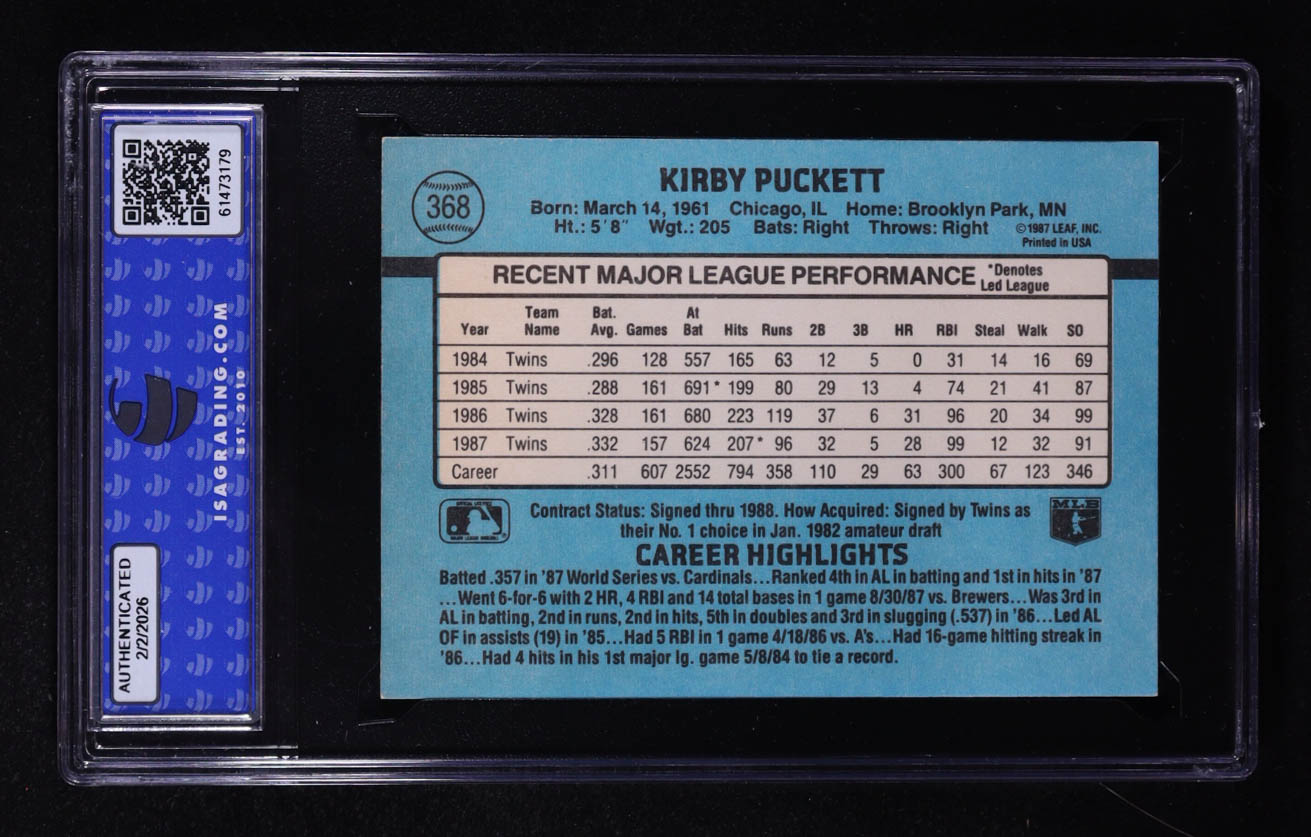 61473179
ISAGRADING.COM
EST. 2010
AUTHENTICATED
2/2/2026
368
KIRBY PUCKETT
Born: March 14, 1961 Chicago, IL Home: Brooklyn Park, MN
Ht.: 5'8" Wgt.: 205 Bats: Right Throws: Right
©1987 LEAF, INC.
Printed in USA
RECENT MAJOR LEAGUE PERFORMANCE *Denotes Led League
Year Team Name Bat. Avg. Games At Bat Hits Runs 2B 3B HR RBI Steal Walk SO
1984 Twins .296 128 557 165 63 12 5 0 31 14 16 69
1985 Twins .288 161 691* 199 80 29 13 4 74 21 41 87
1986 Twins .328 161 680 223 119 37 6 31 96 20 34 99
1987 Twins .332 157 624 207* 96 32 5 28 99 12 32 91
Career .311 607 2552 794 358 110 29 63 300 67 123 346
Contract Status: Signed thru 1988. How Acquired: Signed by Twins as
their No. 1 choice in Jan. 1982 amateur draft
MLB
CAREER HIGHLIGHTS
Batted .357 in '87 World Series vs. Cardinals...Ranked 4th in AL in batting and 1st in hits in '87
...Went 6-for-6 with 2 HR, 4 RBI and 14 total bases in 1 game 8/30/87 vs. Brewers...Was 3rd in
AL in batting, 2nd in runs, 2nd in hits, 5th in doubles and 3rd in slugging (.537) in '86...Led AL
OF in assists (19) in '85...Had 5 RBI in 1 game 4/18/86 vs. A's...Had 16-game hitting streak in
'86...Had 4 hits in his 1st major lg. game 5/8/84 to tie a record.